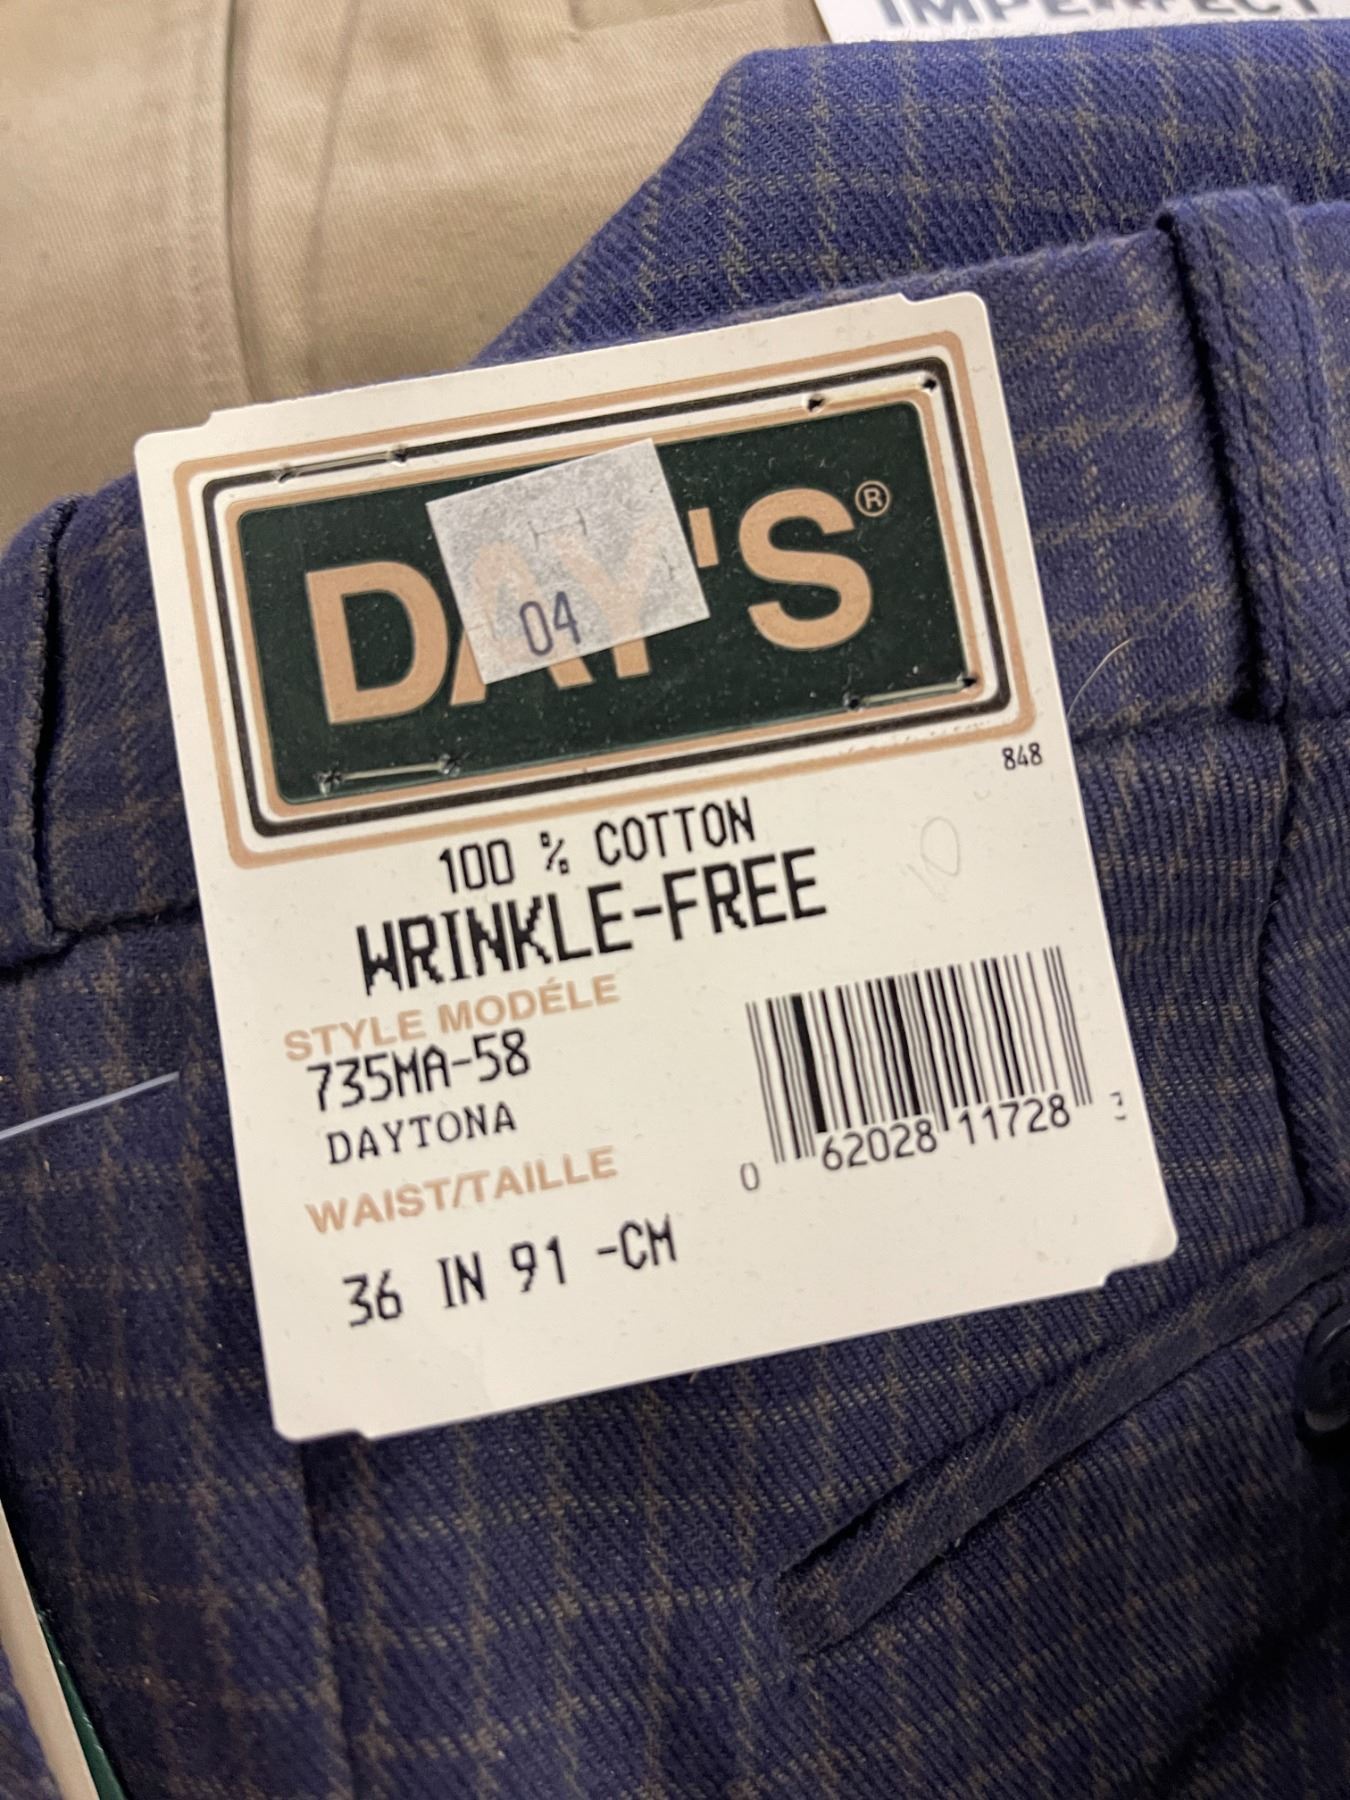 IMPERFECT
DAY'S®
04
848
100 % COTTON
WRINKLE-FREE
STYLE MODÉLE
735MA-58
DAYTONA
WAIST/TAILLE
36 IN 91 -CM
0 62028 11728 3